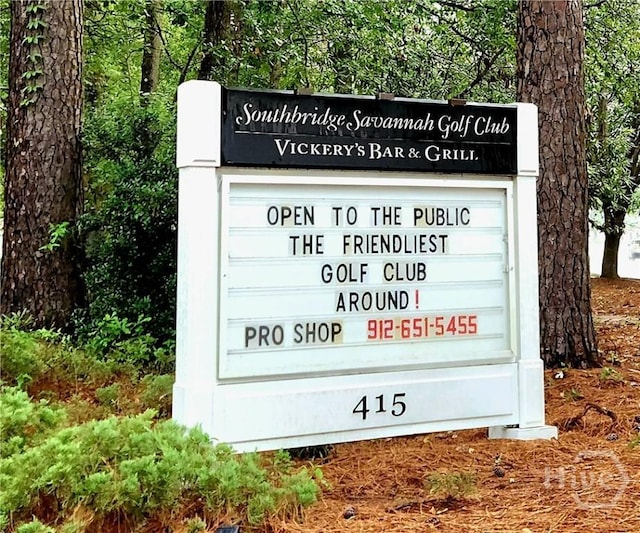 Southbridge Savannah Golf Club
Vickery's Bar & Grill
OPEN TO THE PUBLIC
THE FRIENDLIEST
GOLF CLUB
AROUND!
PRO SHOP 912-651-5455
415
Hive